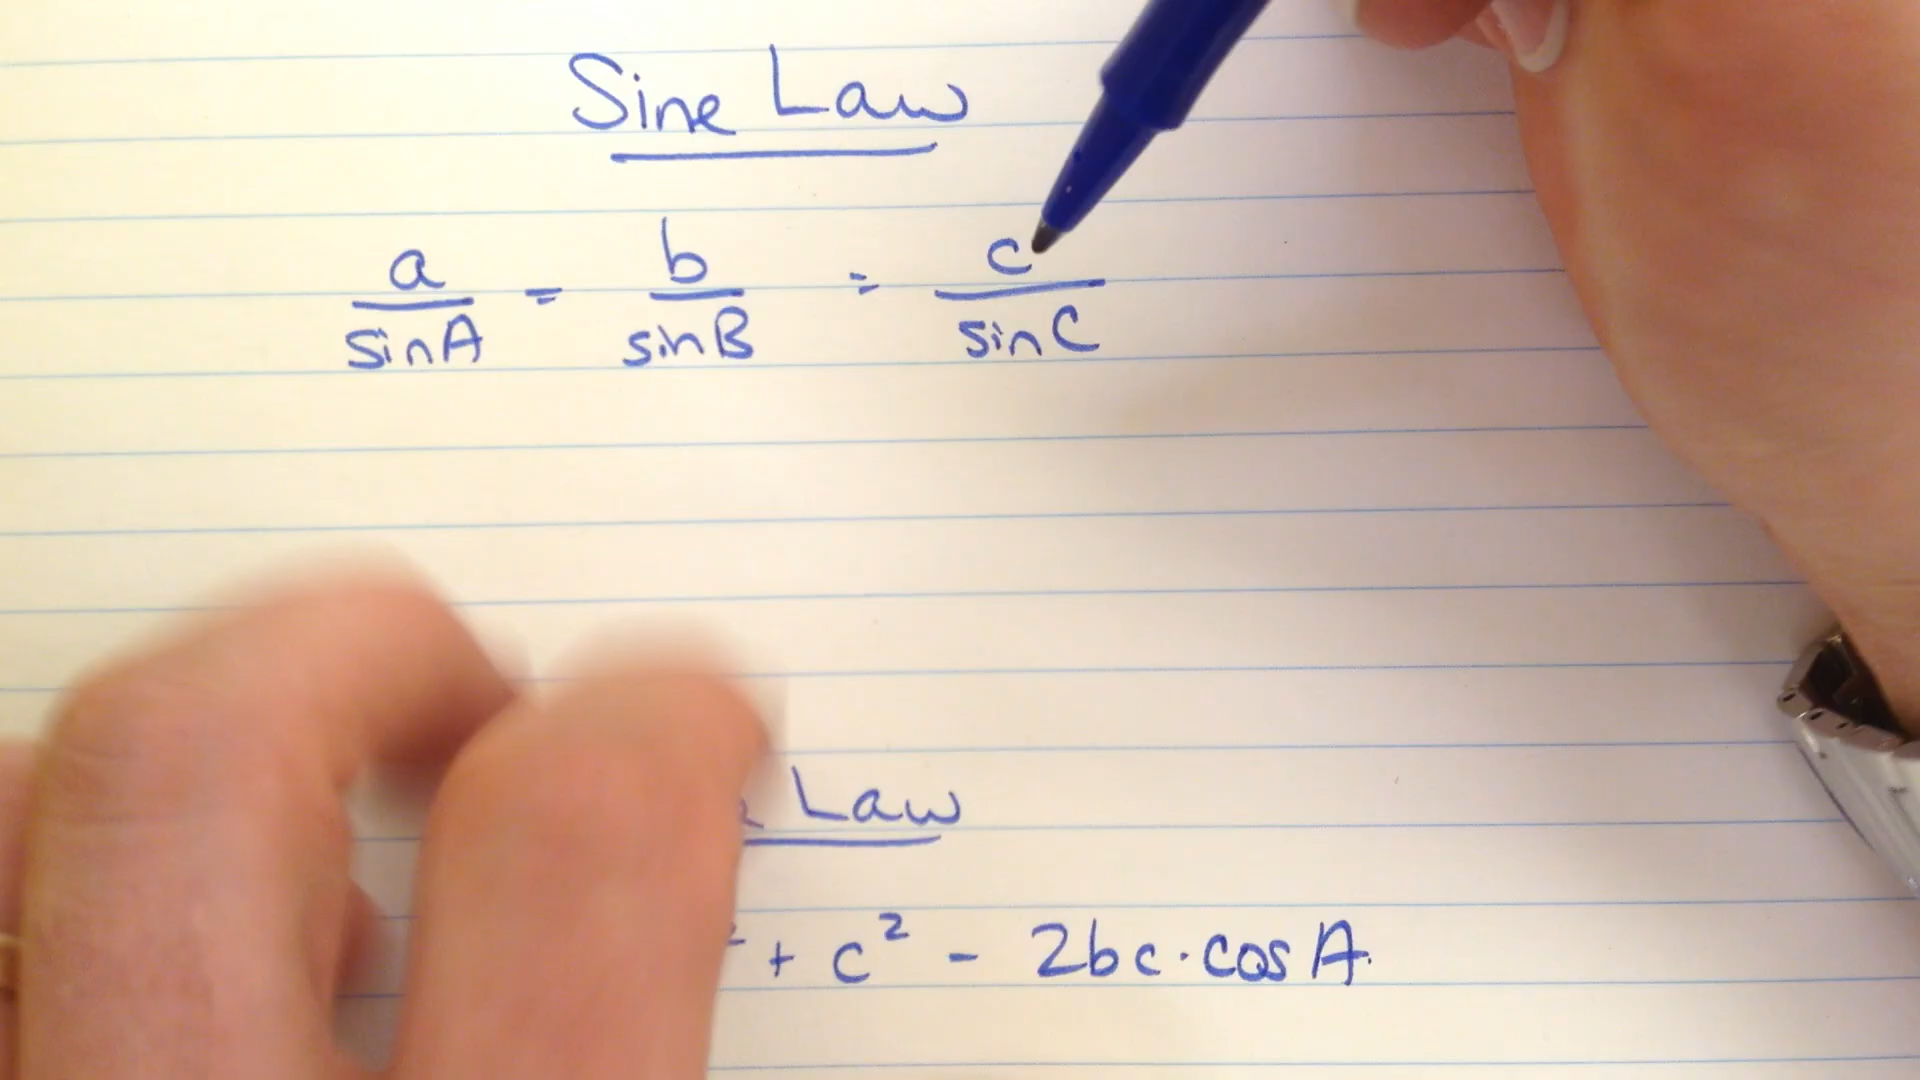 Sine Law
a/sinA = b/sinB = c/sinC
Law
+ c² - 2bc·cosA.